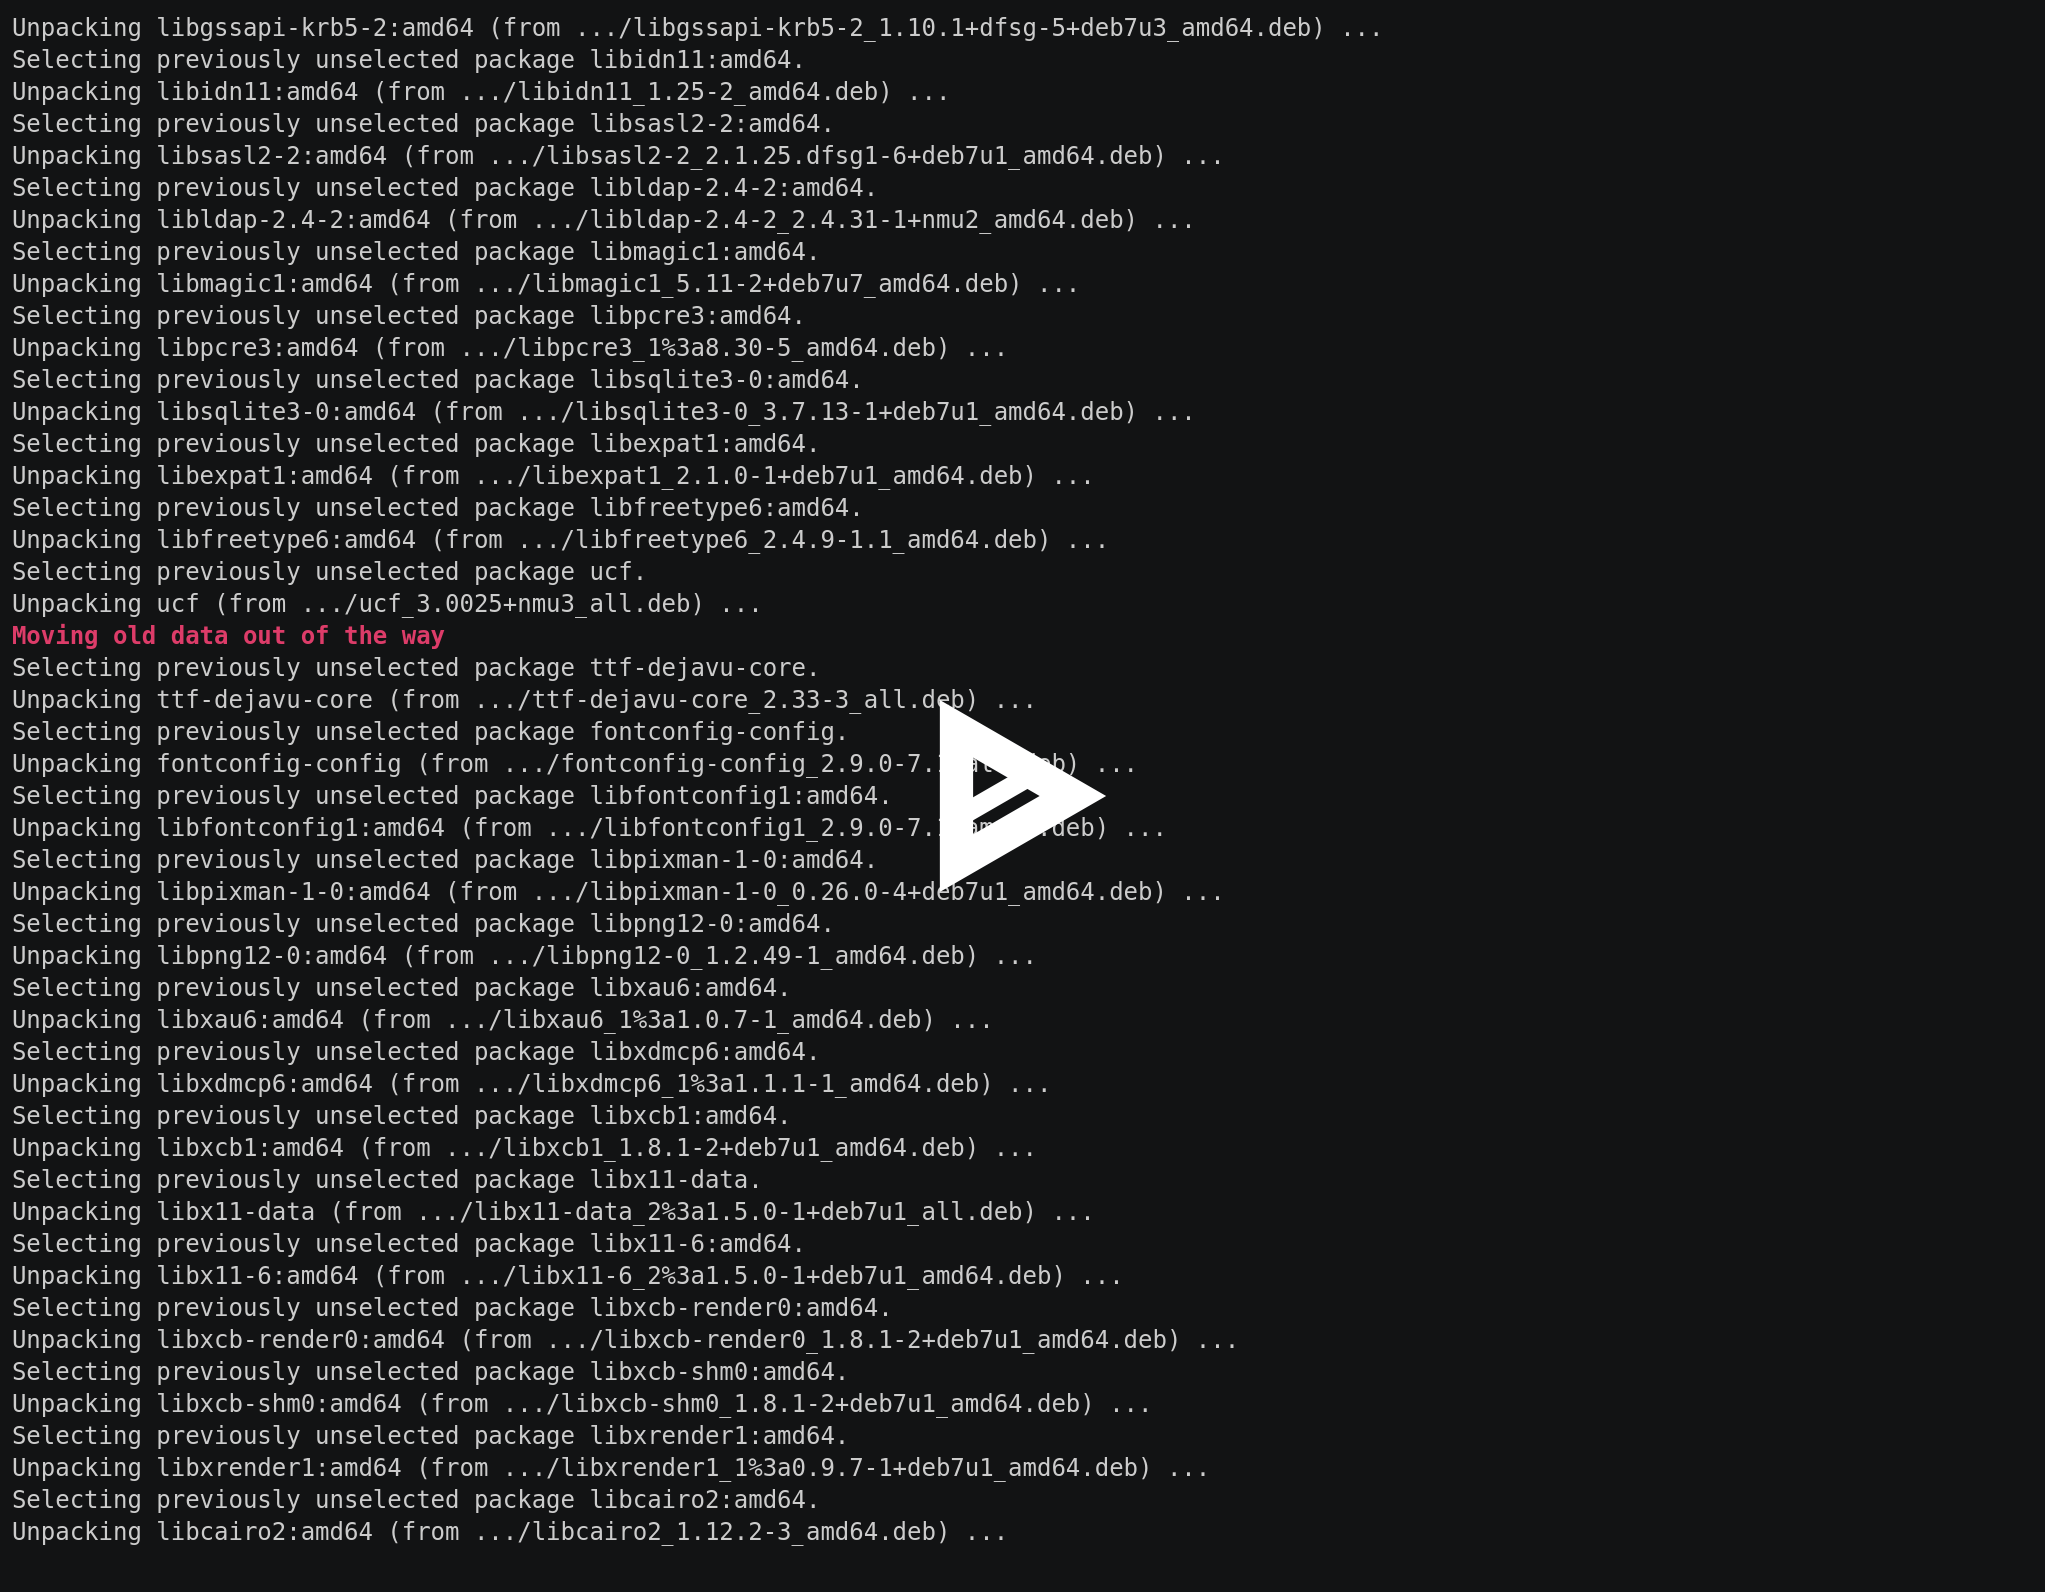 Unpacking libgssapi-krb5-2:amd64 (from .../libgssapi-krb5-2_1.10.1+dfsg-5+deb7u3_amd64.deb) ...
Selecting previously unselected package libidn11:amd64.
Unpacking libidn11:amd64 (from .../libidn11_1.25-2_amd64.deb) ...
Selecting previously unselected package libsasl2-2:amd64.
Unpacking libsasl2-2:amd64 (from .../libsasl2-2_2.1.25.dfsg1-6+deb7u1_amd64.deb) ...
Selecting previously unselected package libldap-2.4-2:amd64.
Unpacking libldap-2.4-2:amd64 (from .../libldap-2.4-2_2.4.31-1+nmu2_amd64.deb) ...
Selecting previously unselected package libmagic1:amd64.
Unpacking libmagic1:amd64 (from .../libmagic1_5.11-2+deb7u7_amd64.deb) ...
Selecting previously unselected package libpcre3:amd64.
Unpacking libpcre3:amd64 (from .../libpcre3_1%3a8.30-5_amd64.deb) ...
Selecting previously unselected package libsqlite3-0:amd64.
Unpacking libsqlite3-0:amd64 (from .../libsqlite3-0_3.7.13-1+deb7u1_amd64.deb) ...
Selecting previously unselected package libexpat1:amd64.
Unpacking libexpat1:amd64 (from .../libexpat1_2.1.0-1+deb7u1_amd64.deb) ...
Selecting previously unselected package libfreetype6:amd64.
Unpacking libfreetype6:amd64 (from .../libfreetype6_2.4.9-1.1_amd64.deb) ...
Selecting previously unselected package ucf.
Unpacking ucf (from .../ucf_3.0025+nmu3_all.deb) ...
Moving old data out of the way
Selecting previously unselected package ttf-dejavu-core.
Unpacking ttf-dejavu-core (from .../ttf-dejavu-core_2.33-3_all.deb) ...
Selecting previously unselected package fontconfig-config.
Unpacking fontconfig-config (from ...
Selecting previously unselected package libfontconfig1:amd64.
Unpacking libfontconfig1:amd64 (from ...
Selecting previously unselected package libpixman-1-0:amd64.
Unpacking libpixman-1-0:amd64 (from .../libpixman-1-0_0.26.0-4+deb7u1_amd64.deb) ...
Selecting previously unselected package libpng12-0:amd64.
Unpacking libpng12-0:amd64 (from .../libpng12-0_1.2.49-1_amd64.deb) ...
Selecting previously unselected package libxau6:amd64.
Unpacking libxau6:amd64 (from .../libxau6_1%3a1.0.7-1_amd64.deb) ...
Selecting previously unselected package libxdmcp6:amd64.
Unpacking libxdmcp6:amd64 (from .../libxdmcp6_1%3a1.1.1-1_amd64.deb) ...
Selecting previously unselected package libxcb1:amd64.
Unpacking libxcb1:amd64 (from .../libxcb1_1.8.1-2+deb7u1_amd64.deb) ...
Selecting previously unselected package libx11-data.
Unpacking libx11-data (from .../libx11-data_2%3a1.5.0-1+deb7u1_all.deb) ...
Selecting previously unselected package libx11-6:amd64.
Unpacking libx11-6:amd64 (from .../libx11-6_2%3a1.5.0-1+deb7u1_amd64.deb) ...
Selecting previously unselected package libxcb-render0:amd64.
Unpacking libxcb-render0:amd64 (from .../libxcb-render0_1.8.1-2+deb7u1_amd64.deb) ...
Selecting previously unselected package libxcb-shm0:amd64.
Unpacking libxcb-shm0:amd64 (from .../libxcb-shm0_1.8.1-2+deb7u1_amd64.deb) ...
Selecting previously unselected package libxrender1:amd64.
Unpacking libxrender1:amd64 (from .../libxrender1_1%3a0.9.7-1+deb7u1_amd64.deb) ...
Selecting previously unselected package libcairo2:amd64.
Unpacking libcairo2:amd64 (from .../libcairo2_1.12.2-3_amd64.deb) ...